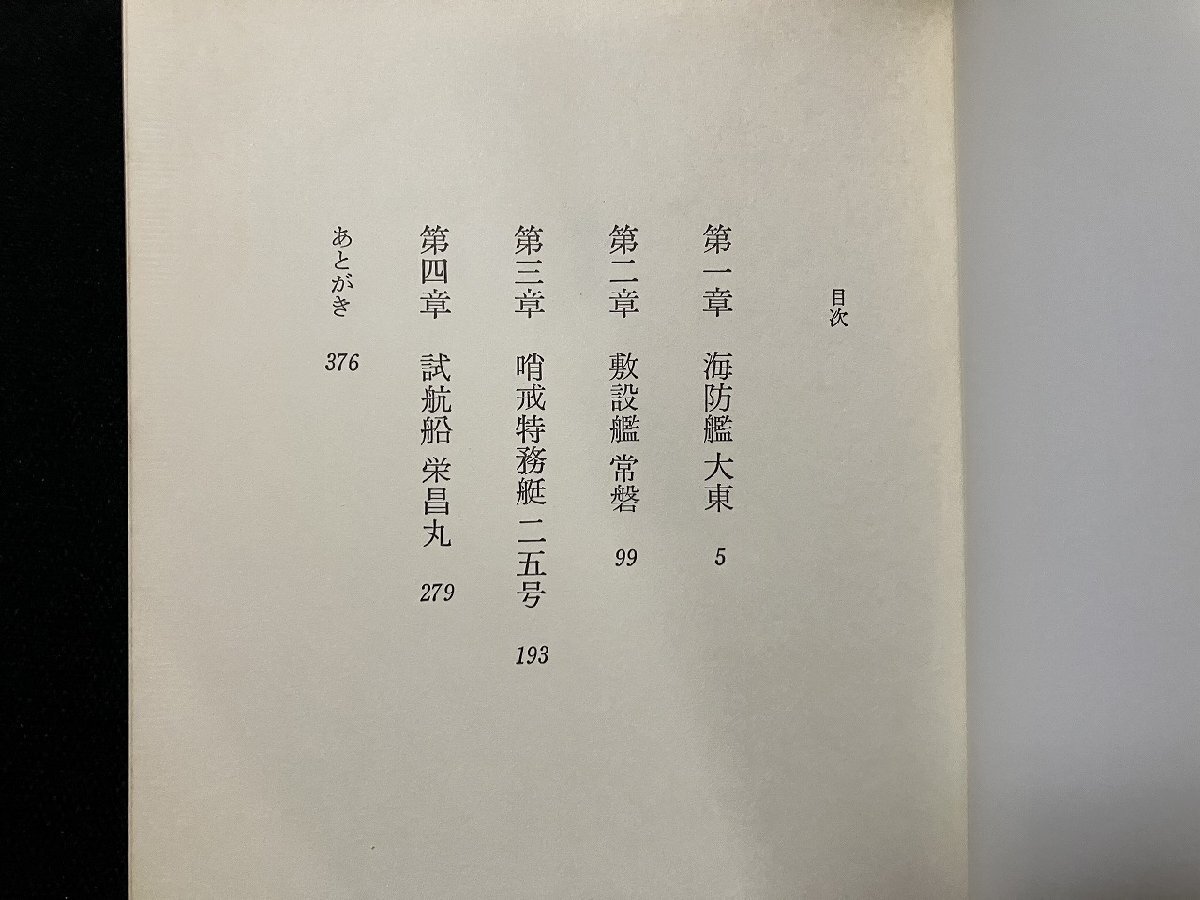 目次
第一章 海防艦 大東 5
第二章 敷設艦 常磐 99
第三章 哨戒特務艇 二五号 193
第四章 試航船 栄昌丸 279
あとがき 376